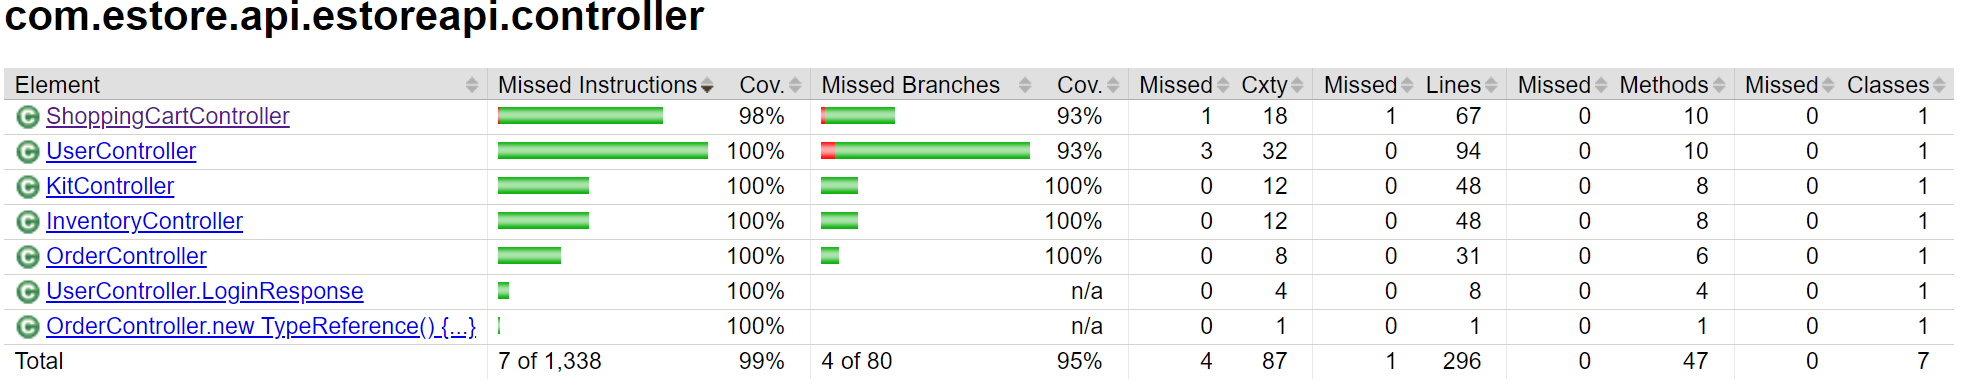 com.estore.api.estoreapi.controller
Element Missed Instructions Cov. Missed Branches Cov. Missed Cxty Missed Lines Missed Methods Missed Classes
C ShoppingCartController 98% 93% 1 18 1 67 0 10 0 1
C UserController 100% 93% 3 32 0 94 0 10 0 1
C KitController 100% 100% 0 12 0 48 0 8 0 1
C InventoryController 100% 100% 0 12 0 48 0 8 0 1
C OrderController 100% 100% 0 8 0 31 0 6 0 1
C UserController.LoginResponse 100% n/a 0 4 0 8 0 4 0 1
C OrderController.new TypeReference() {...} 100% n/a 0 1 0 1 0 1 0 1
Total 7 of 1,338 99% 4 of 80 95% 4 87 1 296 0 47 0 7